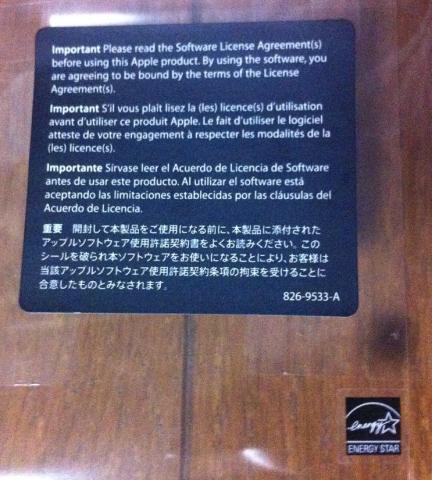 Important Please read the Software License Agreement(s)
before using this Apple product. By using the software, you
are agreeing to be bound by the terms of the License
Agreement(s).
Important S'il vous plaît lisez la (les) licence(s) d'utilisation
avant d'utiliser ce produit Apple. Le fait d'utiliser le logiciel
atteste de votre engagement à respecter les modalités de la
(les) licence(s).
Importante Sírvase leer el Acuerdo de Licencia de Software
antes de usar este producto. Al utilizar el software está
aceptando las limitaciones establecidas por las cláusulas del
Acuerdo de Licencia.
重要 開封して本製品をご使用になる前に、本製品に添付された
アップルソフトウェア使用許諾契約書をよくお読みください。この
シールを破られ本ソフトウェアをお使いになることにより、お客様は
当該アップルソフトウェア使用許諾契約条項の拘束を受けることに
合意したものとみなされます。
826-9533-A
energy
ENERGY STAR